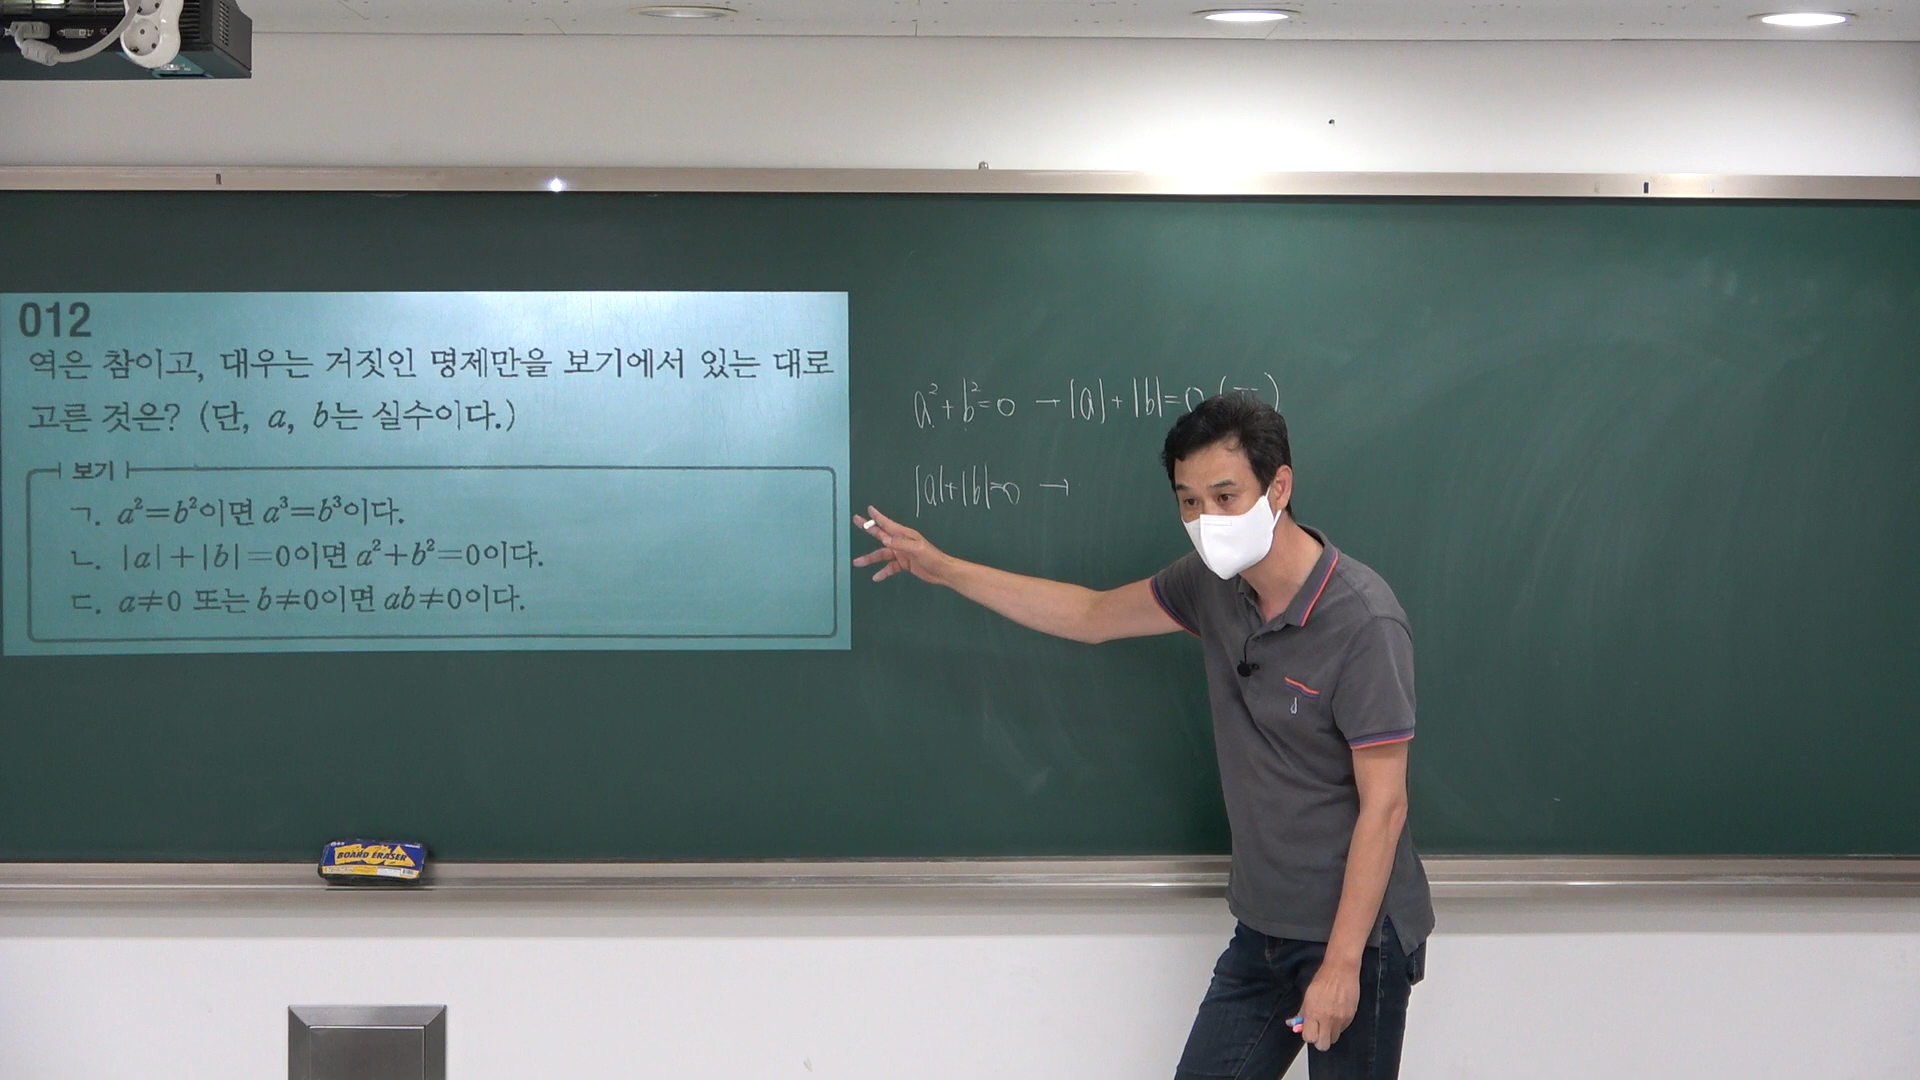 012
역은 참이고, 대우는 거짓인 명제만을 보기에서 있는 대로
고른 것은? (단, a, b는 실수이다.)
보기
ㄱ. a²=b²이면 a³=b³이다.
ㄴ. |a|+|b|=0이면 a²+b²=0이다.
ㄷ. a≠0 또는 b≠0이면 ab≠0이다.
a²+b²=0 → |a|+|b|=0
|a|+|b|=0 →
BOARD ERASER